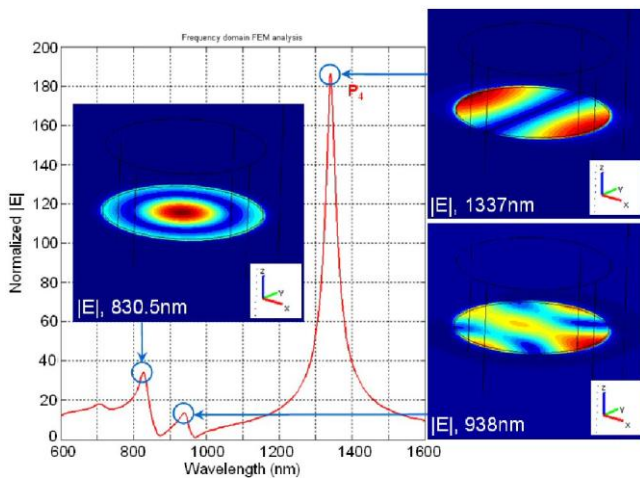 Frequency domain FEM analysis
Normalized |E|
200
180
160
140
120
100
80
60
40
20
0
600
800
1000
1200
1400
1600
Wavelength (nm)
P4
|E|, 830.5nm
z
Y
X
|E|, 1337nm
z
Y
X
|E|, 938nm
z
Y
X